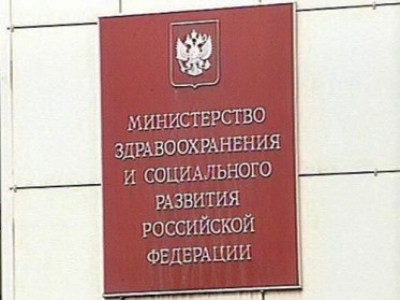 МИНИСТЕРСТВО
ЗДРАВООХРАНЕНИЯ
И СОЦИАЛЬНОГО
РАЗВИТИЯ
РОССИЙСКОЙ
ФЕДЕРАЦИИ